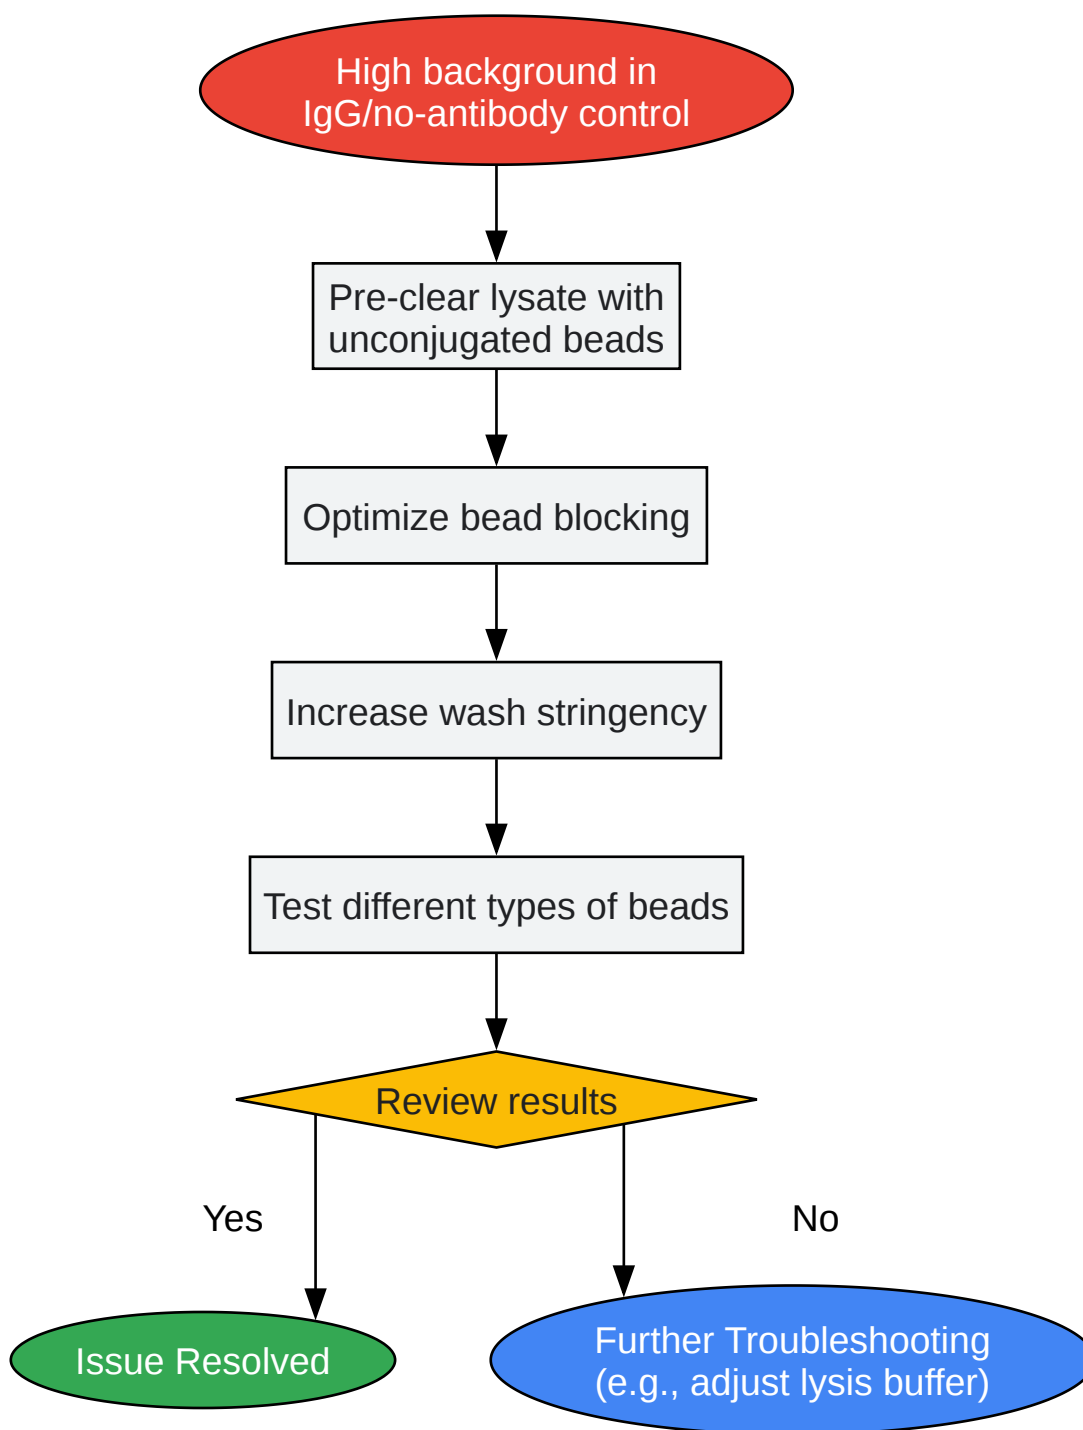 High background in
IgG/no-antibody control
Pre-clear lysate with
unconjugated beads
Optimize bead blocking
Increase wash stringency
Test different types of beads
Review results
Yes
No
Issue Resolved
Further Troubleshooting
(e.g., adjust lysis buffer)